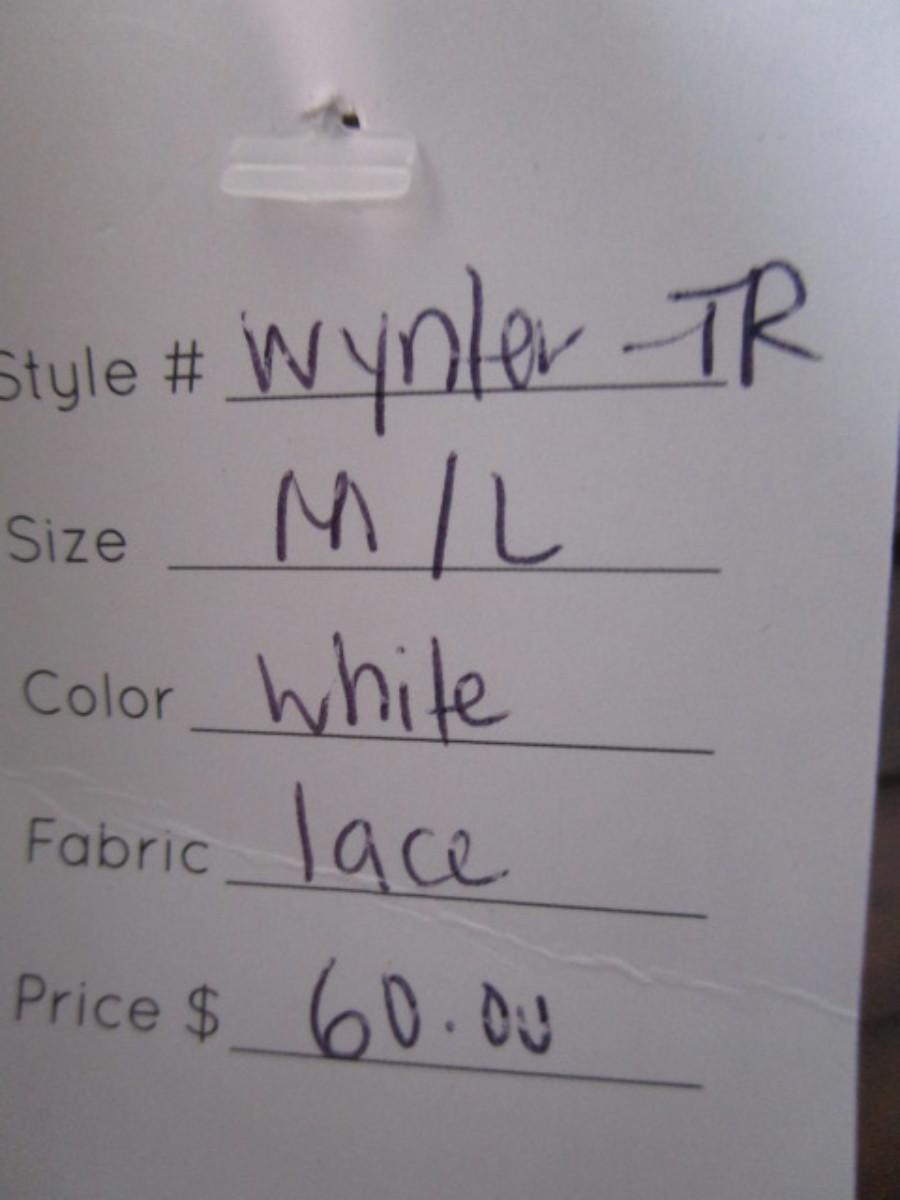 Style # Wynter - TR
Size M/L
Color White
Fabric lace
Price $ 60.00